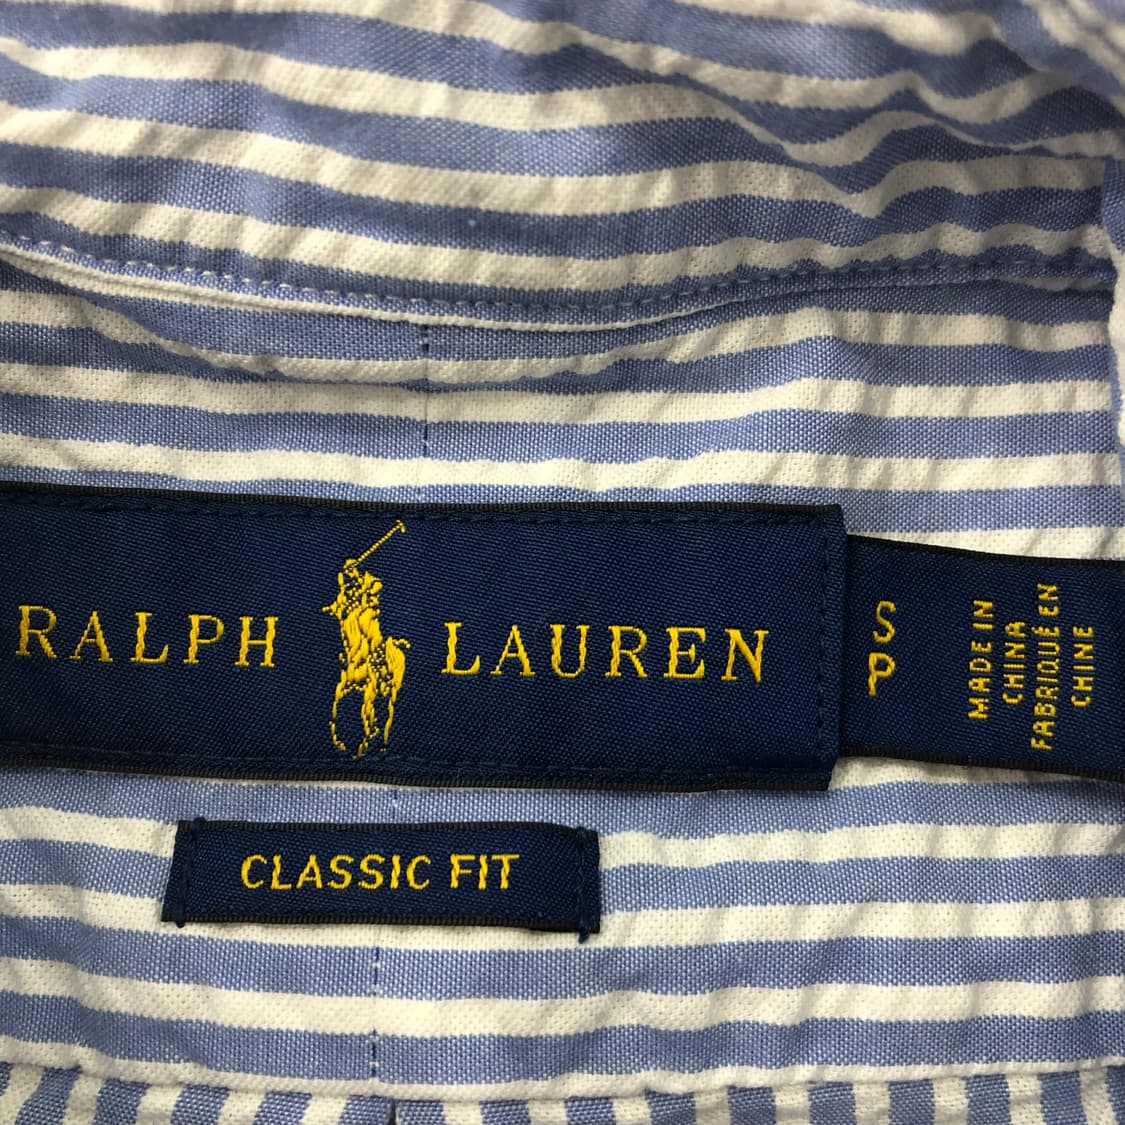 RALPH LAUREN
S
P
MADE IN
CHINA
FABRIQUÉ EN
CHINE
CLASSIC FIT